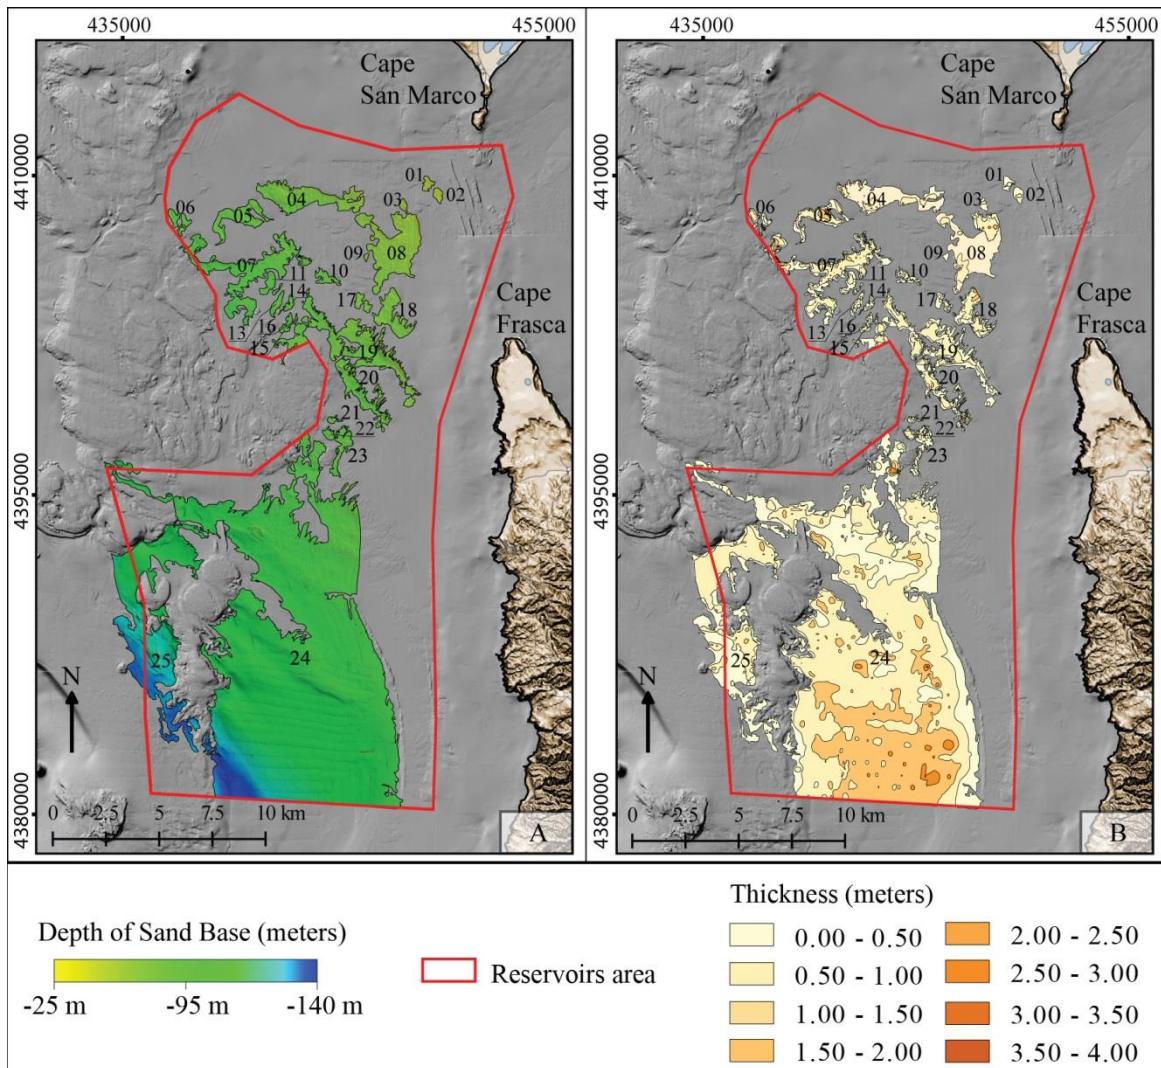 435000
455000
435000
455000
Cape
San Marco
Cape
San Marco
4410000
4410000
01
02
03
04
05
06
07
08
09
10
11
14
17
18
13
16
15
19
20
21
22
23
01
02
03
04
05
06
07
08
09
10
11
14
17
18
13
16
15
19
20
21
22
23
Cape
Frasca
Cape
Frasca
4395000
4395000
24
25
24
25
N
N
4380000
4380000
0 2.5 5 7.5 10 km
A
0 2.5 5 7.5 10 km
B
Depth of Sand Base (meters)
-25 m -95 m -140 m
Reservoirs area
Thickness (meters)
0.00 - 0.50
0.50 - 1.00
1.00 - 1.50
1.50 - 2.00
2.00 - 2.50
2.50 - 3.00
3.00 - 3.50
3.50 - 4.00